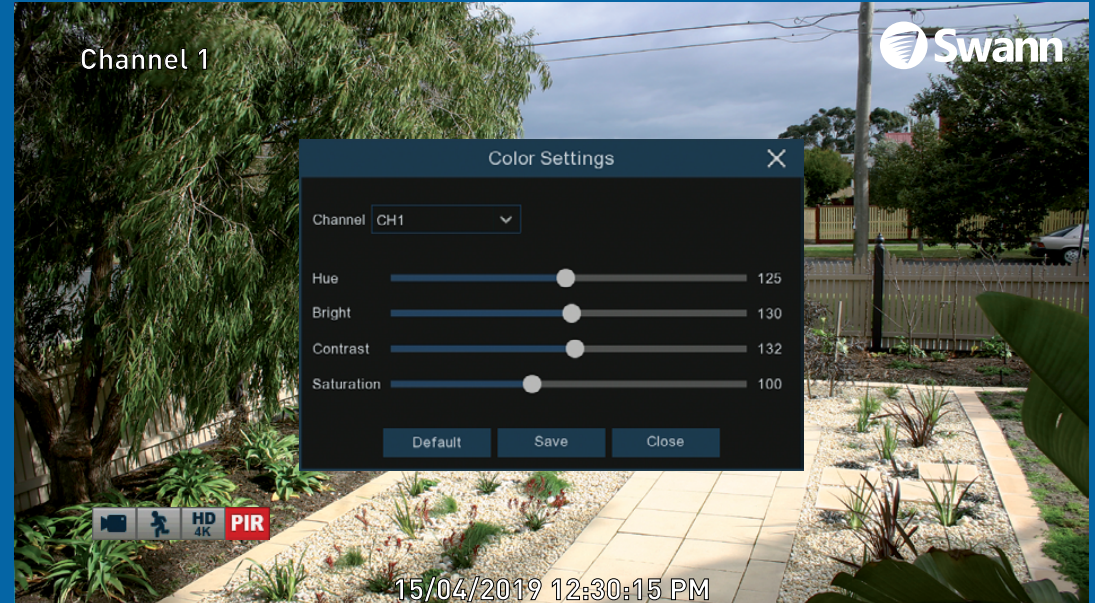 Channel 1
Swann
Color Settings
Channel CH1
Hue 125
Bright 130
Contrast 132
Saturation 100
Default Save Close
HD
4K
PIR
15/04/2019 12:30:15 PM